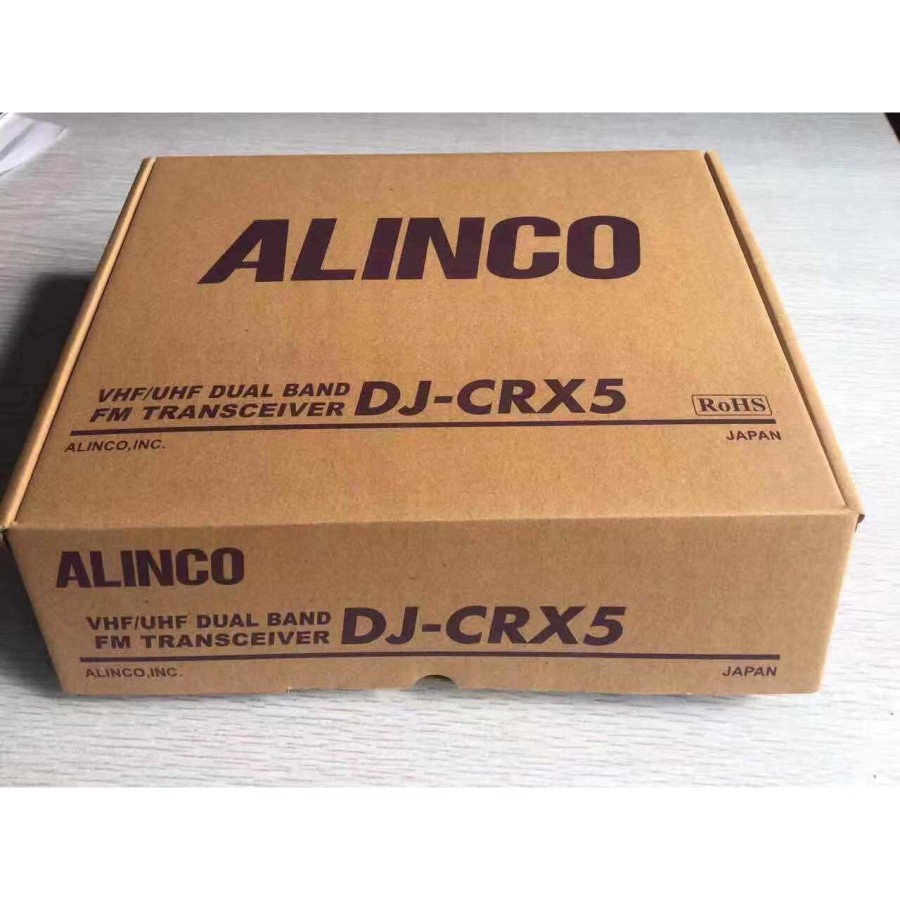 ALINCO
VHF/UHF DUAL BAND
FM TRANSCEIVER DJ-CRX5
RoHS
ALINCO,INC.
JAPAN
ALINCO
VHF/UHF DUAL BAND
FM TRANSCEIVER DJ-CRX5
ALINCO,INC.
JAPAN